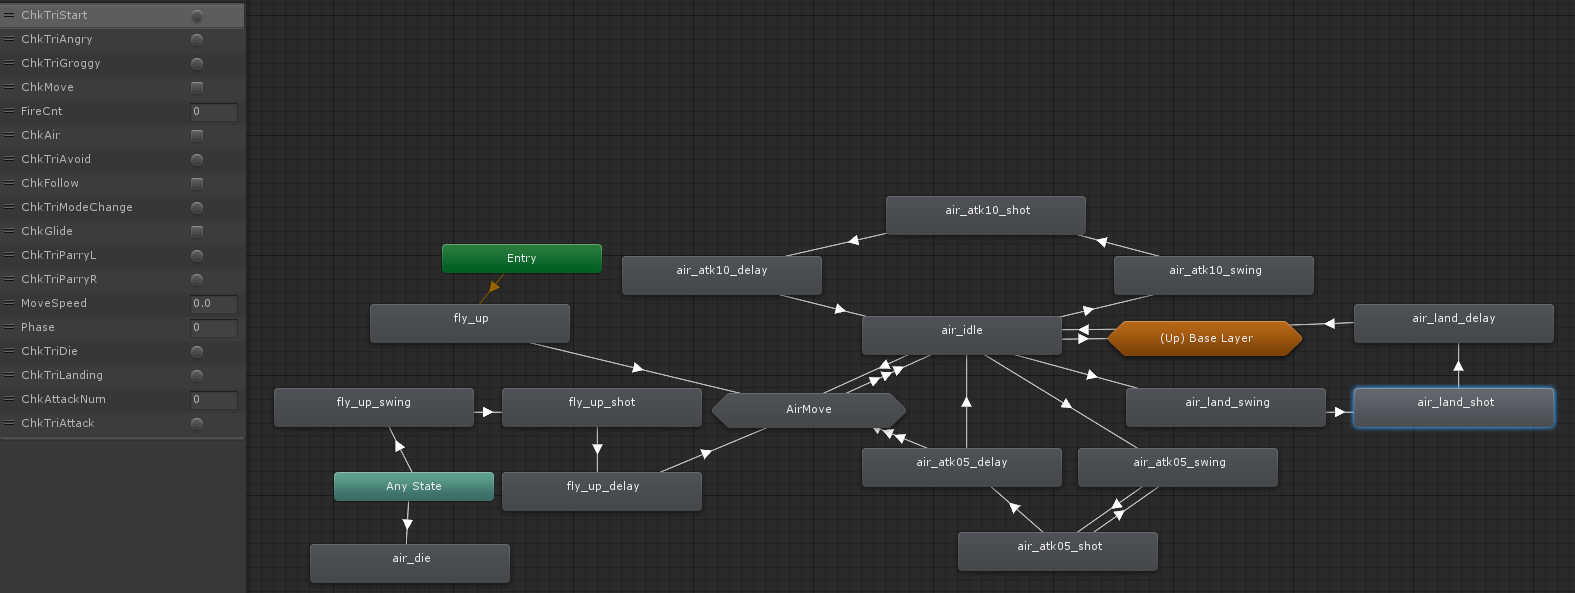 ChkTriStart
ChkTriAngry
ChkTriGroggy
ChkMove
FireCnt 0
ChkAir
ChkTriAvoid
ChkFollow
ChkTriModeChange
ChkGlide
ChkTriParryL
ChkTriParryR
MoveSpeed 0.0
Phase 0
ChkTriDie
ChkTriLanding
ChkAttackNum 0
ChkTriAttack
air_atk10_shot
Entry
air_atk10_delay
air_atk10_swing
fly_up
air_idle
(Up) Base Layer
air_land_delay
fly_up_swing
fly_up_shot
AirMove
air_land_swing
air_land_shot
air_atk05_delay
air_atk05_swing
Any State
fly_up_delay
air_die
air_atk05_shot